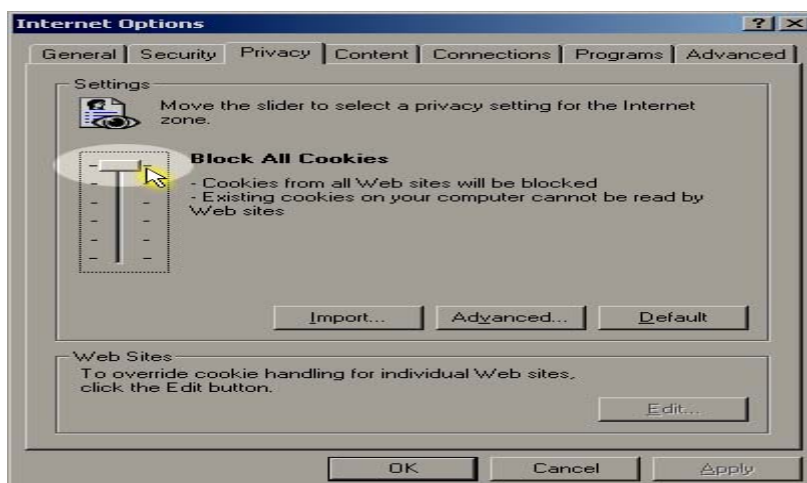 Internet Options
General Security Privacy Content Connections Programs Advanced
Settings
Move the slider to select a privacy setting for the Internet
zone.
Block All Cookies
- Cookies from all Web sites will be blocked
- Existing cookies on your computer cannot be read by
Web sites
Import... Advanced... Default
Web Sites
To override cookie handling for individual Web sites,
click the Edit button.
Edit...
OK Cancel Apply